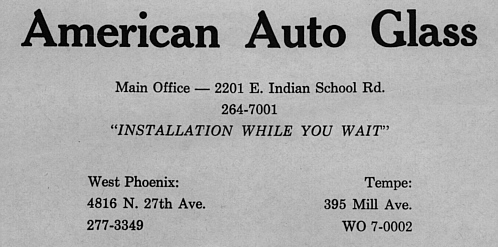 American Auto Glass
Main Office — 2201 E. Indian School Rd.
264-7001
"INSTALLATION WHILE YOU WAIT"
West Phoenix:
4816 N. 27th Ave.
277-3349
Tempe:
395 Mill Ave.
WO 7-0002